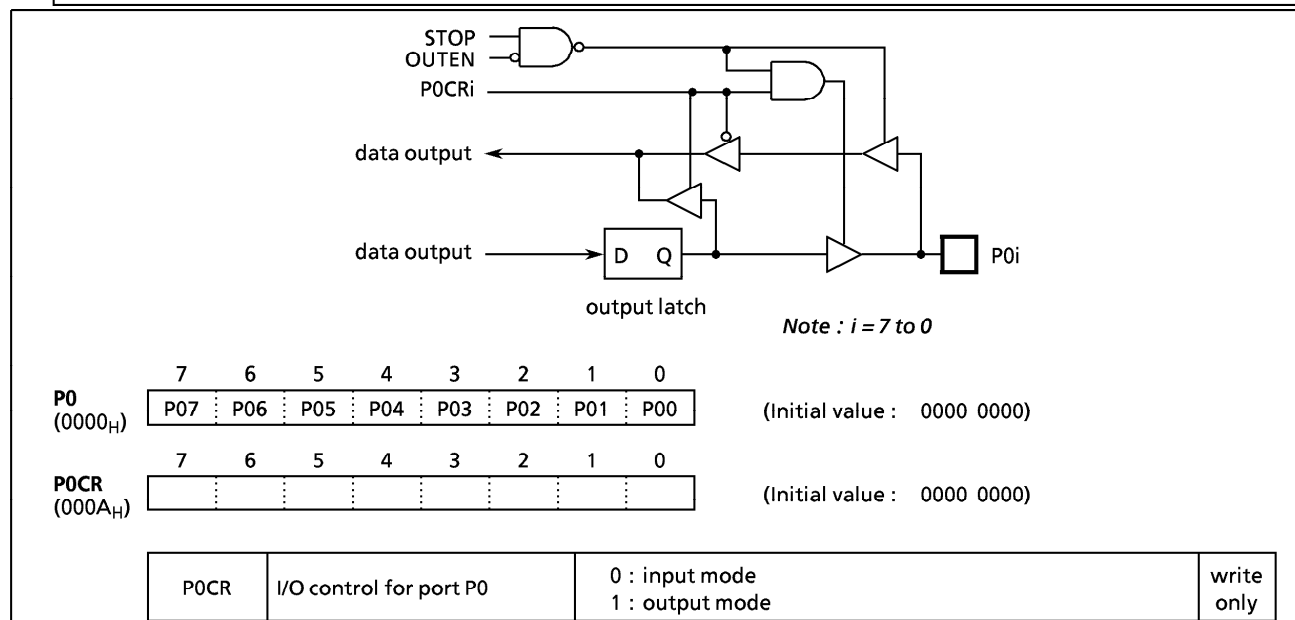 STOP
OUTEN
P0CRi
data output
data output
D Q
P0i
output latch
Note : i = 7 to 0
7 6 5 4 3 2 1 0
P0
(0000H)
P07 P06 P05 P04 P03 P02 P01 P00
(Initial value : 0000 0000)
7 6 5 4 3 2 1 0
P0CR
(000AH)
(Initial value : 0000 0000)
P0CR
I/O control for port P0
0 : input mode
1 : output mode
write
only